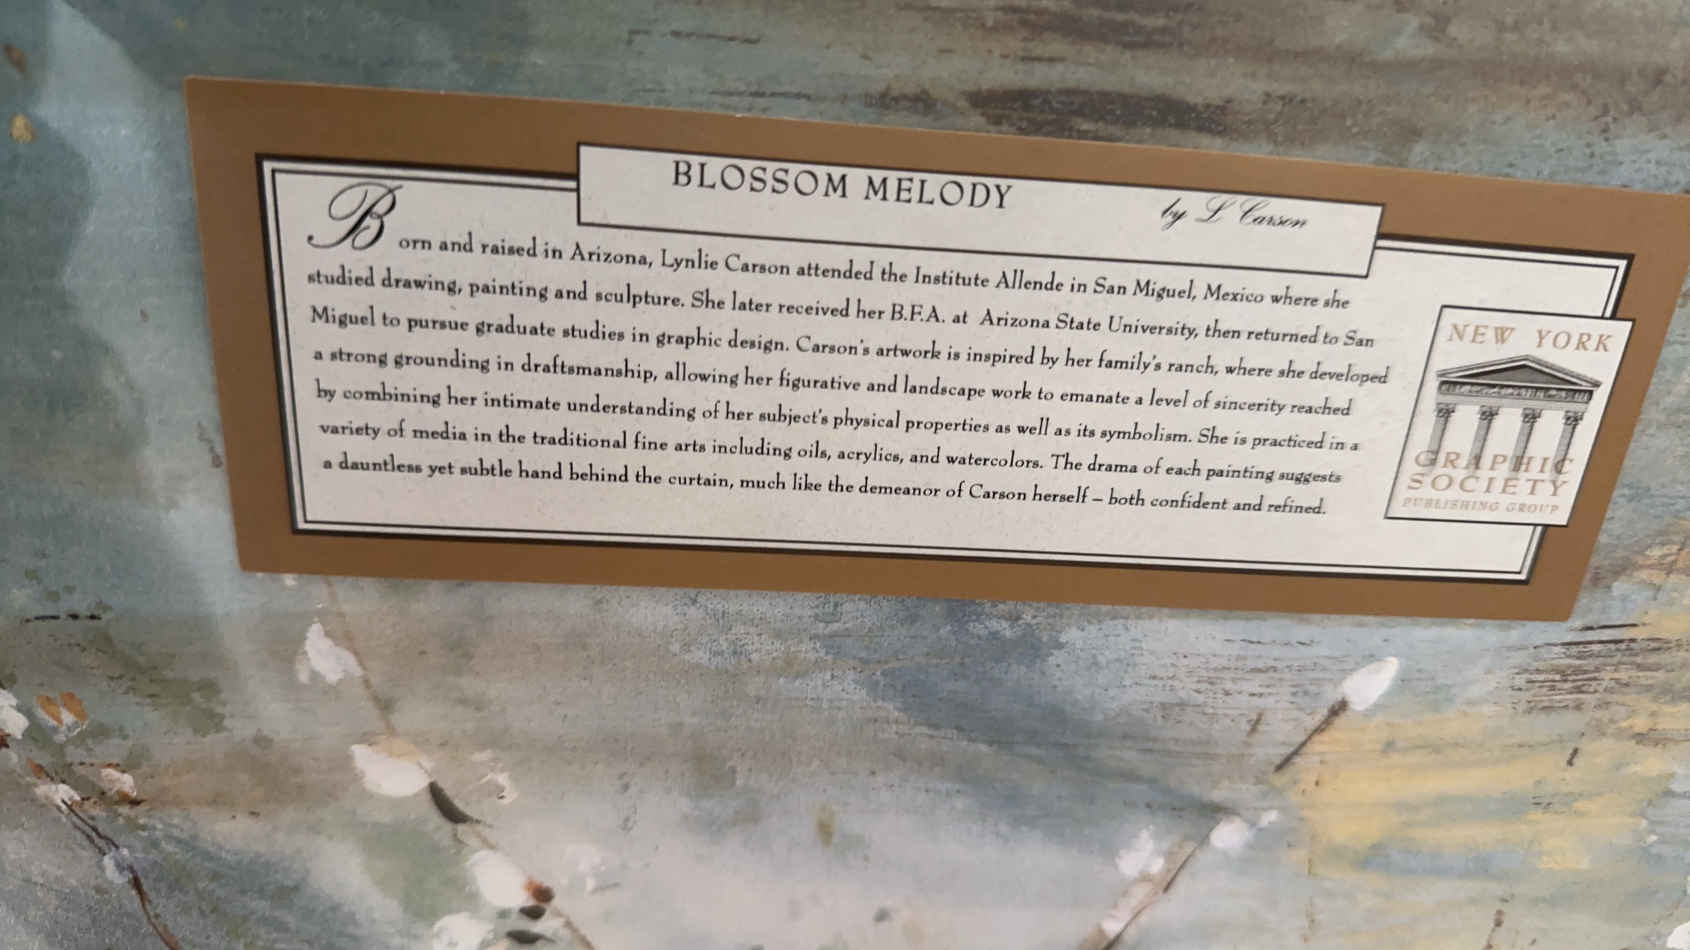 BLOSSOM MELODY
by L Carson
Born and raised in Arizona, Lynlie Carson attended the Institute Allende in San Miguel, Mexico where she
studied drawing, painting and sculpture. She later received her B.F.A. at Arizona State University, then returned to San
Miguel to pursue graduate studies in graphic design. Carson's artwork is inspired by her family's ranch, where she developed
a strong grounding in draftsmanship, allowing her figurative and landscape work to emanate a level of sincerity reached
by combining her intimate understanding of her subject's physical properties as well as its symbolism. She is practiced in a
variety of media in the traditional fine arts including oils, acrylics, and watercolors. The drama of each painting suggests
a dauntless yet subtle hand behind the curtain, much like the demeanor of Carson herself – both confident and refined.
NEW YORK
GRAPHIC
SOCIETY
PUBLISHING GROUP